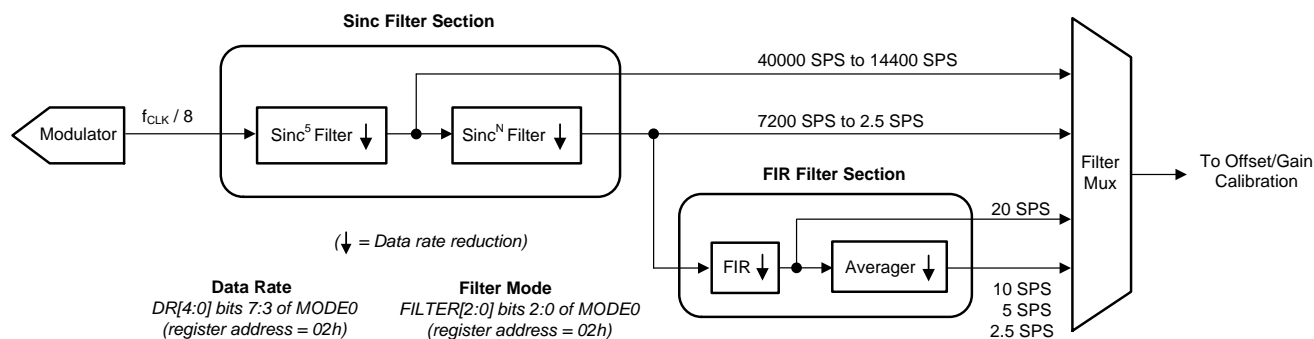 Sinc Filter Section
40000 SPS to 14400 SPS
Modulator
fCLK / 8
Sinc5 Filter
SincN Filter
7200 SPS to 2.5 SPS
Filter
Mux
To Offset/Gain
Calibration
FIR Filter Section
20 SPS
(↓ = Data rate reduction)
FIR
Averager
10 SPS
5 SPS
2.5 SPS
Data Rate
DR[4:0] bits 7:3 of MODE0
(register address = 02h)
Filter Mode
FILTER[2:0] bits 2:0 of MODE0
(register address = 02h)